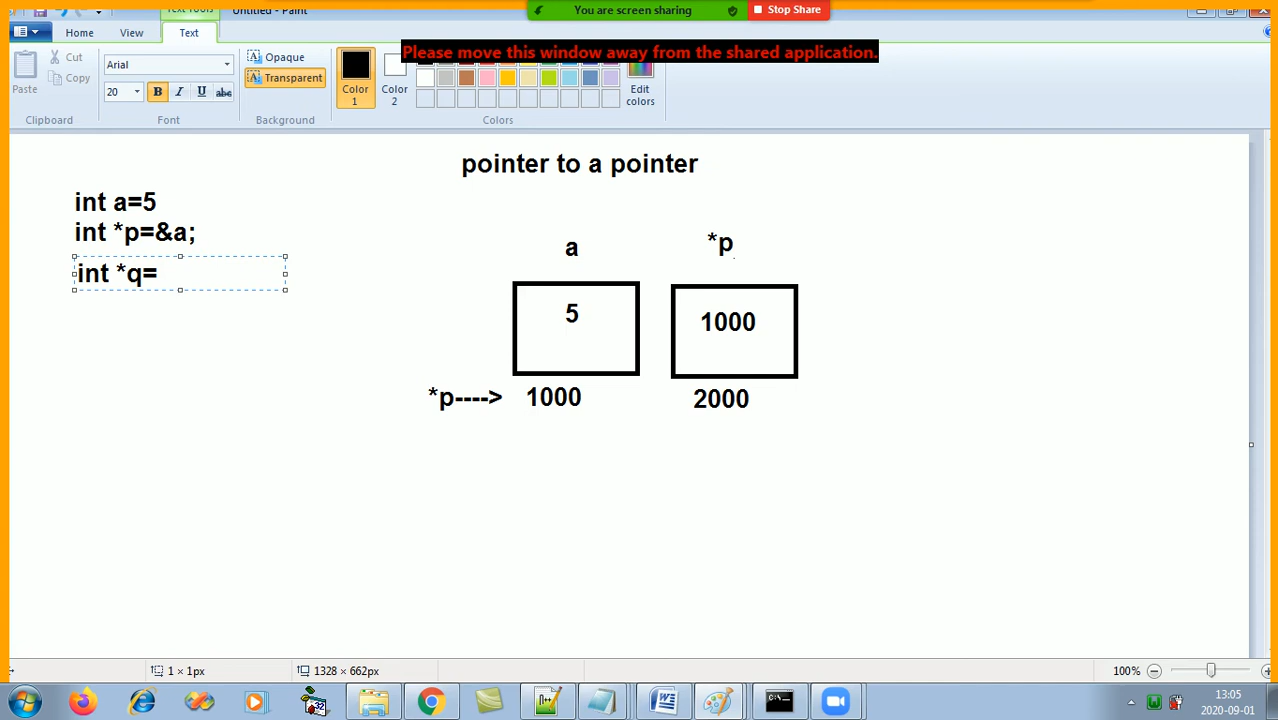 Text Tools
Untitled - Paint
You are screen sharing
Stop Share
Home
View
Text
Please move this window away from the shared application.
Paste
Cut
Copy
Clipboard
Arial
20
B I U abc
Font
Opaque
Transparent
Background
Color 1
Color 2
Edit colors
Colors
pointer to a pointer
int a=5
int *p=&a;
int *q=
a
*p
5
1000
*p----> 1000
2000
1 × 1px
1328 × 662px
100%
13:05
2020-09-01